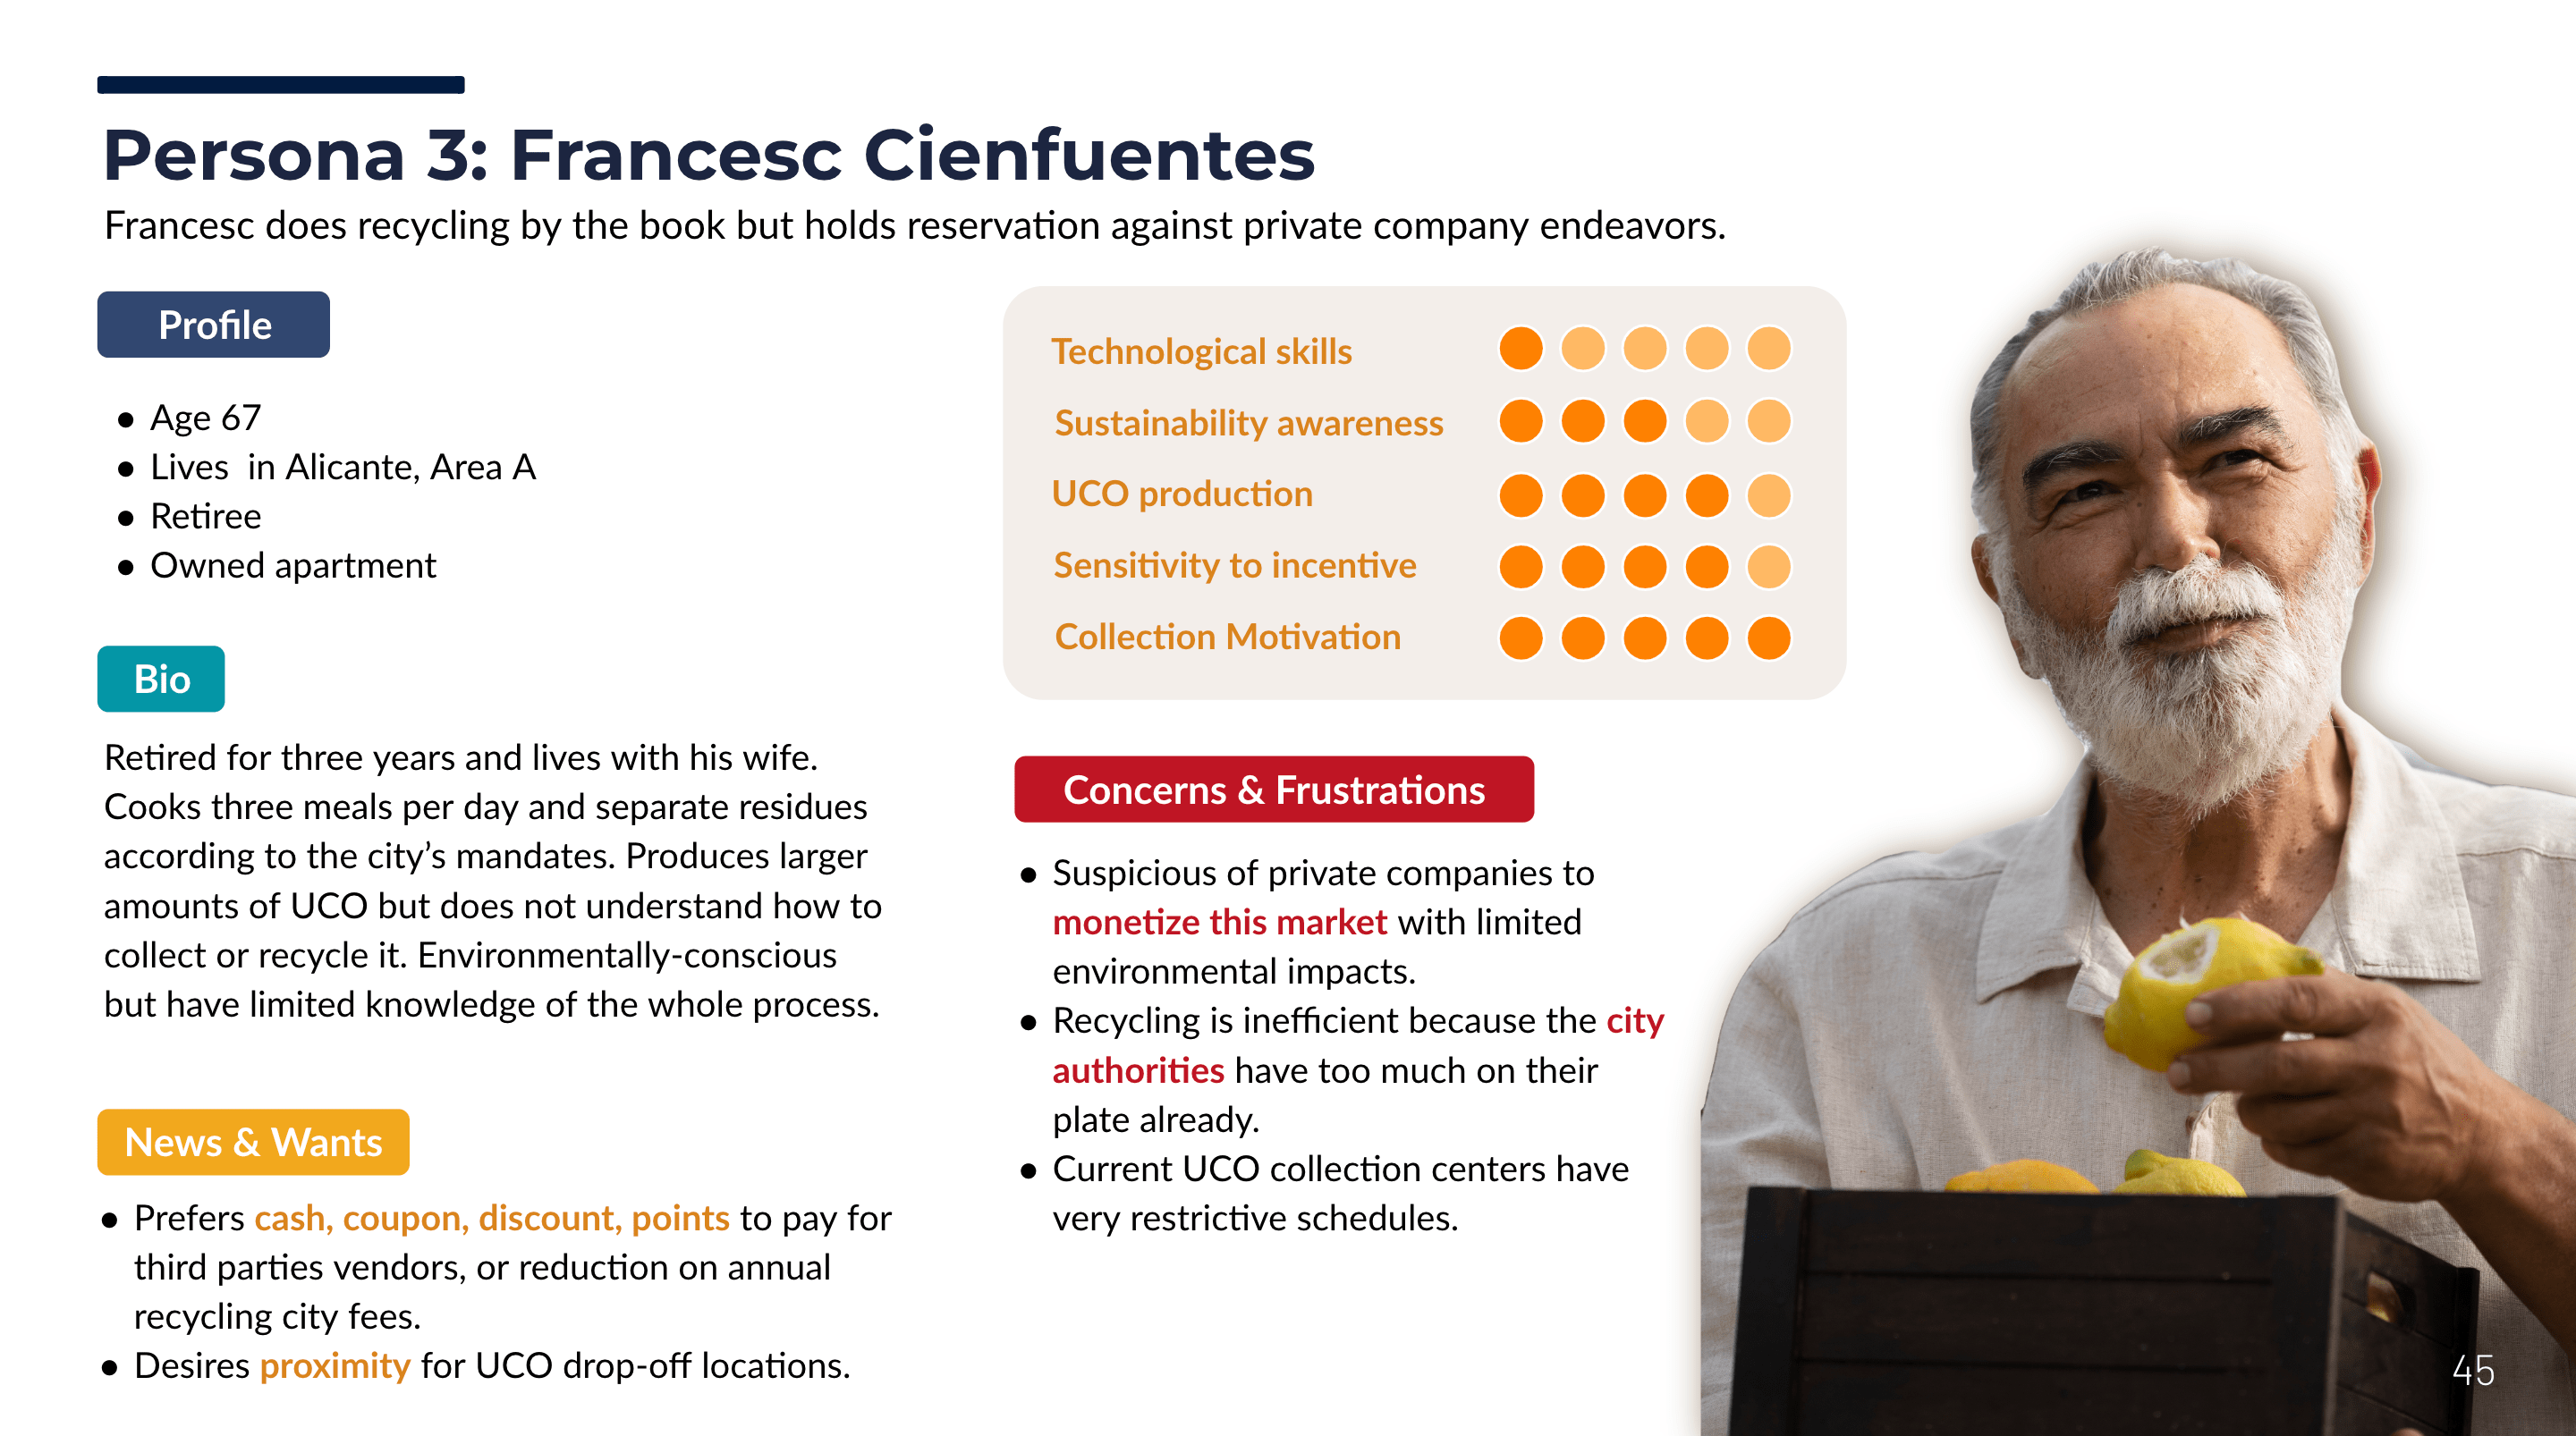 Persona 3: Francesc Cienfuentes
Francesc does recycling by the book but holds reservation against private company endeavors.
Profile
● Age 67
● Lives  in Alicante, Area A
● Retiree
● Owned apartment
Bio
Retired for three years and lives with his wife.
Cooks three meals per day and separate residues
according to the city’s mandates. Produces larger
amounts of UCO but does not understand how to
collect or recycle it. Environmentally-conscious
but have limited knowledge of the whole process.
News & Wants
● Prefers cash, coupon, discount, points to pay for
third parties vendors, or reduction on annual
recycling city fees.
● Desires proximity for UCO drop-off locations.
Technological skills
Sustainability awareness
UCO production
Sensitivity to incentive
Collection Motivation
Concerns & Frustrations
● Suspicious of private companies to
monetize this market with limited
environmental impacts.
● Recycling is inefficient because the city
authorities have too much on their
plate already.
● Current UCO collection centers have
very restrictive schedules.
45